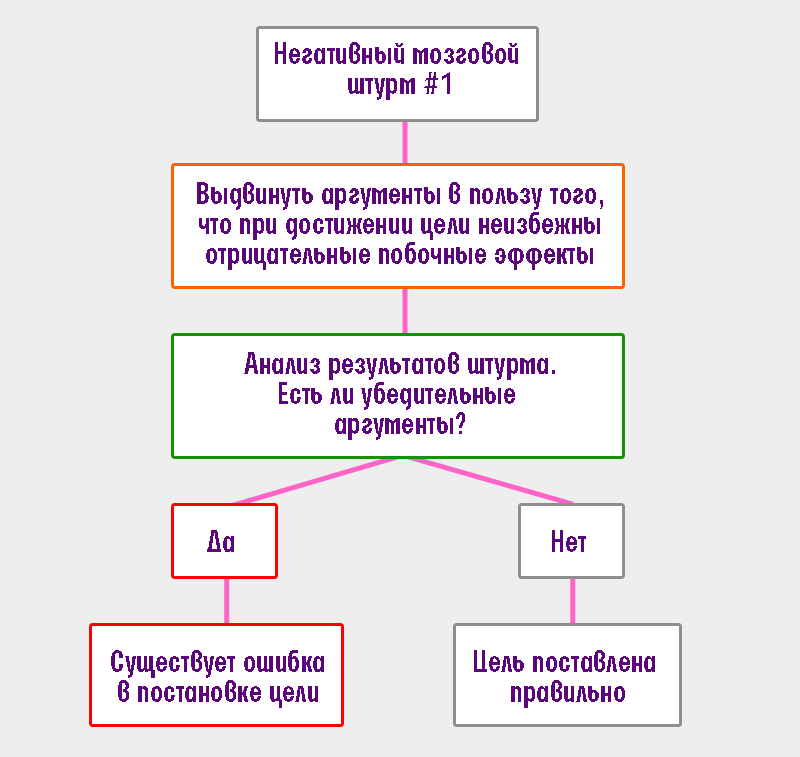 Негативный мозговой
штурм #1
Выдвинуть аргументы в пользу того,
что при достижении цели неизбежны
отрицательные побочные эффекты
Анализ результатов штурма.
Есть ли убедительные
аргументы?
Да
Нет
Существует ошибка
в постановке цели
Цель поставлена
правильно